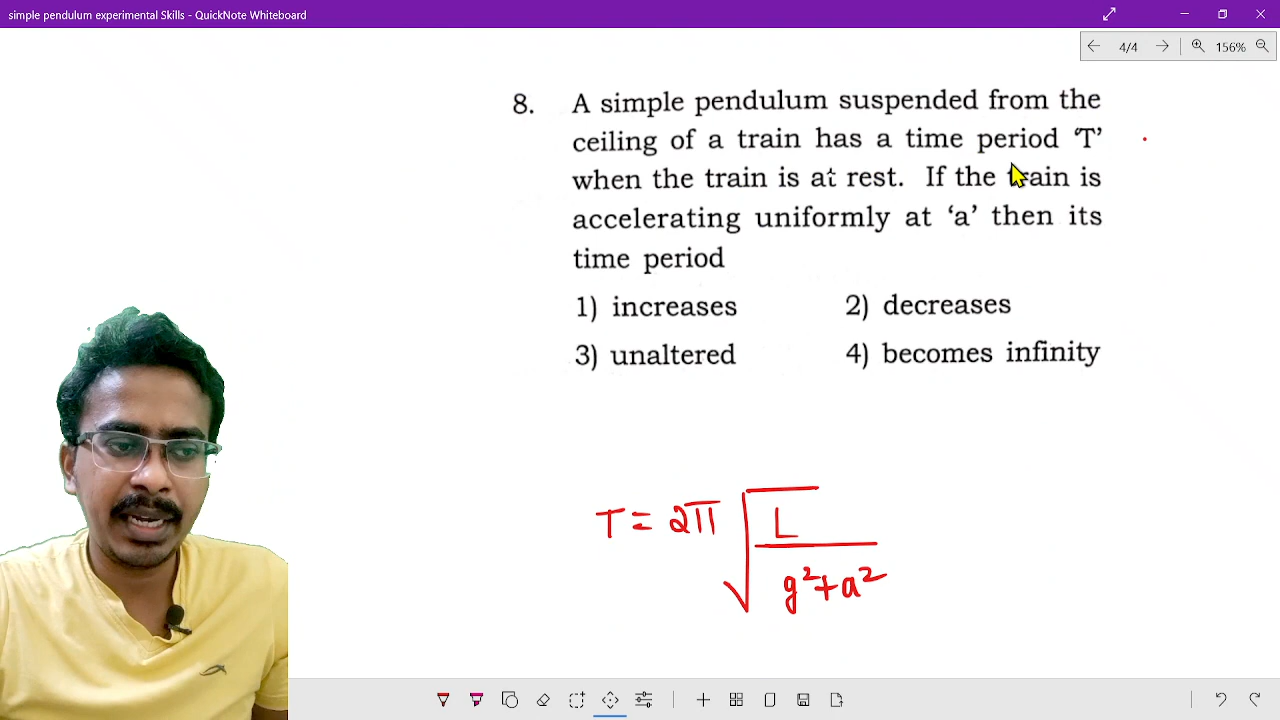 simple pendulum experimental Skills - QuickNote Whiteboard
4/4
156%
8. A simple pendulum suspended from the
ceiling of a train has a time period ‘T’
when the train is at rest. If the train is
accelerating uniformly at ‘a’ then its
time period
1) increases 2) decreases
3) unaltered 4) becomes infinity
T = 2π √ L
g²+a²